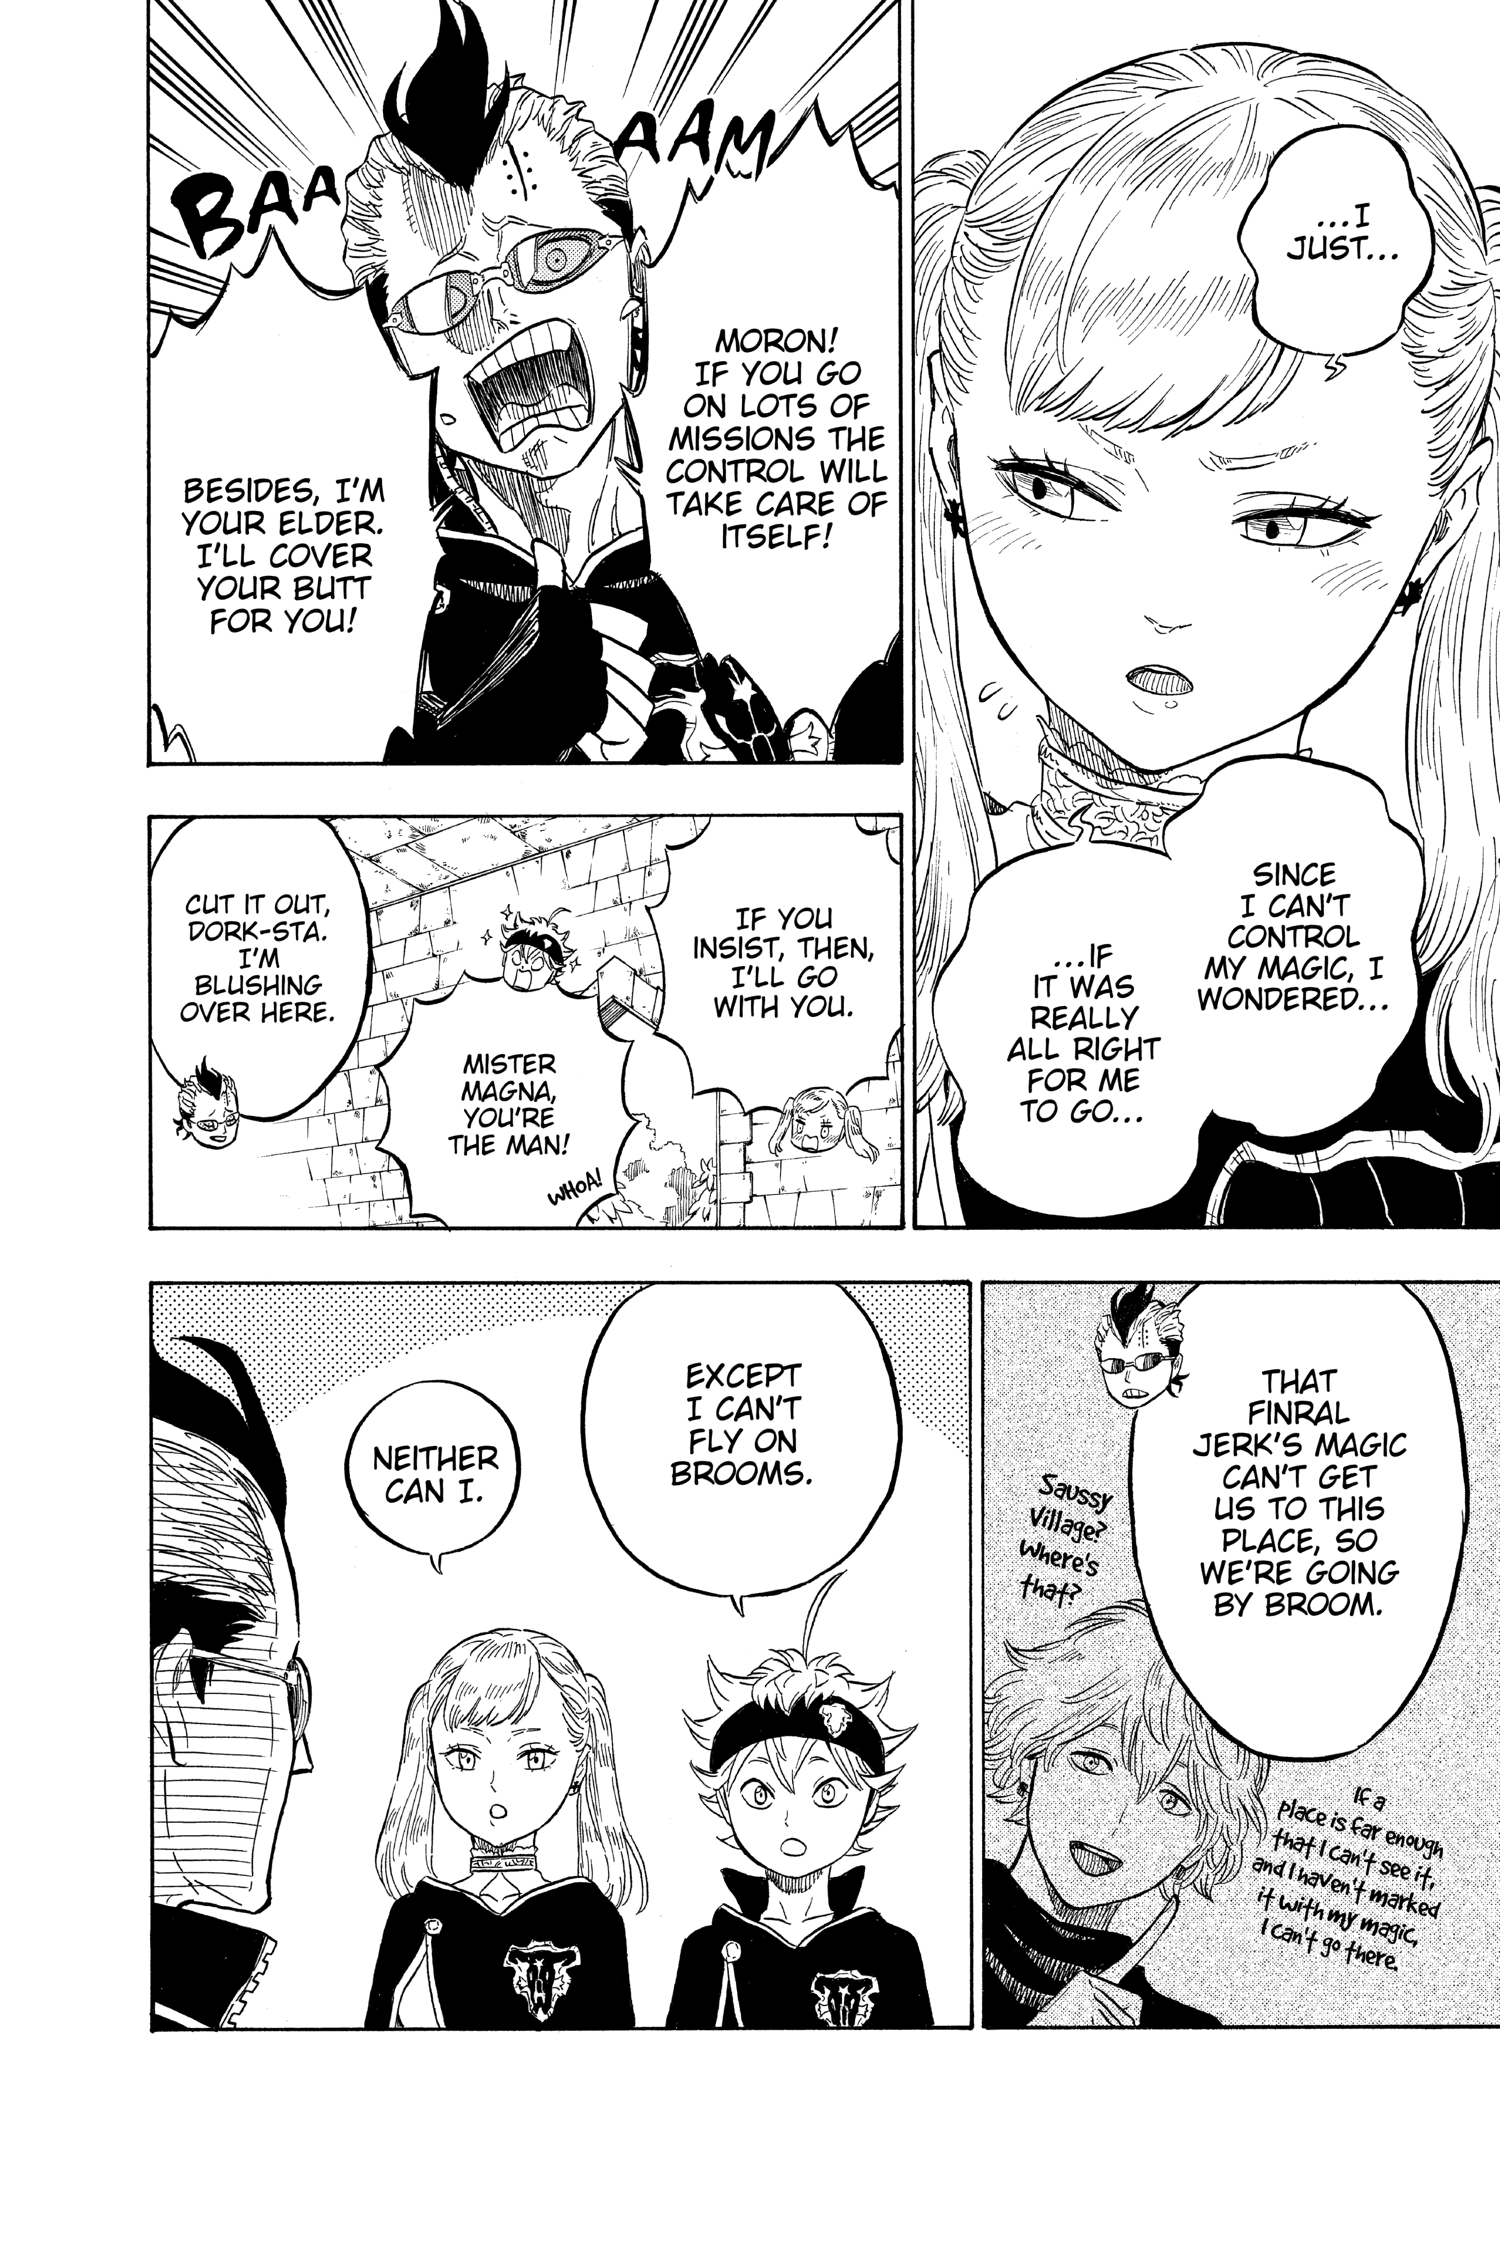 ...I
JUST...
SINCE
I CAN'T
CONTROL
MY MAGIC, I
WONDERED...
...IF
IT WAS
REALLY
ALL RIGHT
FOR ME
TO GO...
BAAA
AAAM
MORON!
IF YOU GO
ON LOTS OF
MISSIONS THE
CONTROL WILL
TAKE CARE OF
ITSELF!
BESIDES, I'M
YOUR ELDER.
I'LL COVER
YOUR BUTT
FOR YOU!
IF YOU
INSIST, THEN,
I'LL GO
WITH YOU.
MISTER
MAGNA,
YOU'RE
THE MAN!
WHOA!
CUT IT OUT,
DORK-STA.
I'M
BLUSHING
OVER HERE.
THAT
FINRAL
JERK'S MAGIC
CAN'T GET
US TO THIS
PLACE, SO
WE'RE GOING
BY BROOM.
Saussy
Village?
Where's
that?
If a
place is far enough
that I can't see it,
and I haven't marked
it with my magic,
I can't go there.
EXCEPT
I CAN'T
FLY ON
BROOMS.
NEITHER
CAN I.